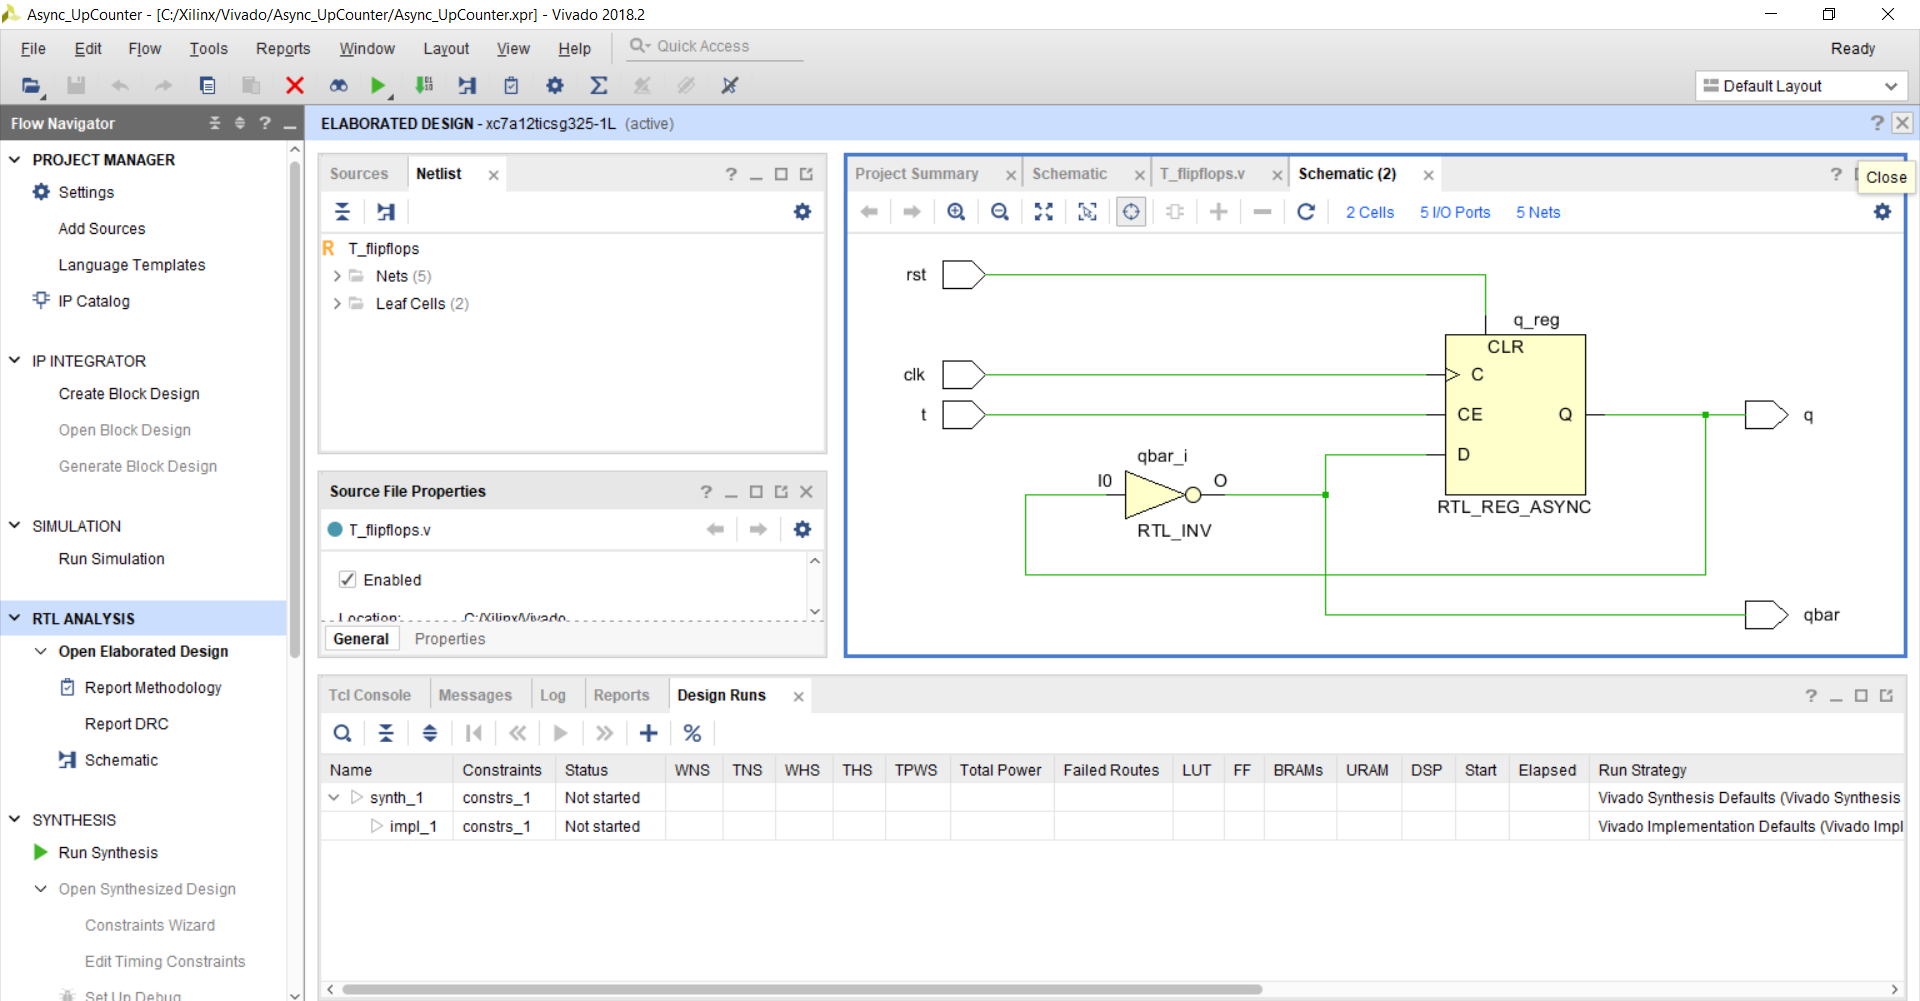 Async_UpCounter - [C:/Xilinx/Vivado/Async_UpCounter/Async_UpCounter.xpr] - Vivado 2018.2
File Edit Flow Tools Reports Window Layout View Help Quick Access Ready
Default Layout
Flow Navigator
ELABORATED DESIGN - xc7a12ticsg325-1L (active)
PROJECT MANAGER
Settings
Add Sources
Language Templates
IP Catalog
IP INTEGRATOR
Create Block Design
Open Block Design
Generate Block Design
SIMULATION
Run Simulation
RTL ANALYSIS
Open Elaborated Design
Report Methodology
Report DRC
Schematic
SYNTHESIS
Run Synthesis
Open Synthesized Design
Constraints Wizard
Edit Timing Constraints
Set Up Debug
Sources Netlist
T_flipflops
Nets (5)
Leaf Cells (2)
Source File Properties
T_flipflops.v
Enabled
Location: C:/Xilinx/Vivado
General Properties
Project Summary Schematic T_flipflops.v Schematic (2)
Close
2 Cells 5 I/O Ports 5 Nets
rst
q_reg
CLR
clk
C
t
CE
Q
q
D
qbar_i
I0
O
RTL_INV
RTL_REG_ASYNC
qbar
Tcl Console Messages Log Reports Design Runs
Name Constraints Status WNS TNS WHS THS TPWS Total Power Failed Routes LUT FF BRAMs URAM DSP Start Elapsed Run Strategy
synth_1 constrs_1 Not started Vivado Synthesis Defaults (Vivado Synthesis
impl_1 constrs_1 Not started Vivado Implementation Defaults (Vivado Impl